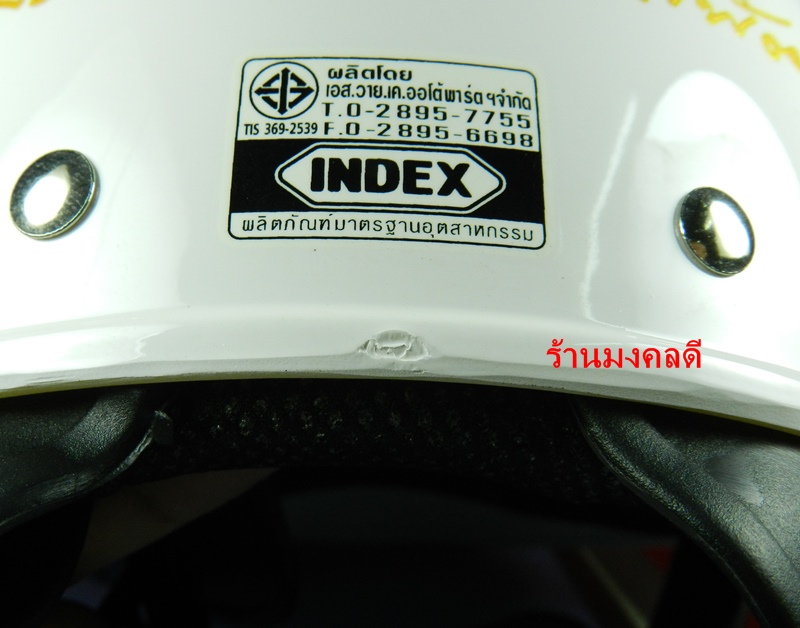 ผลิตโดย
เอส.วาย.เค.ออโต้พาร์ต ฯจำกัด
T.0-2895-7755
TIS 369-2539 F.0-2895-6698
INDEX
ผลิตภัณฑ์มาตรฐานอุตสาหกรรม
ร้านมงคลดี